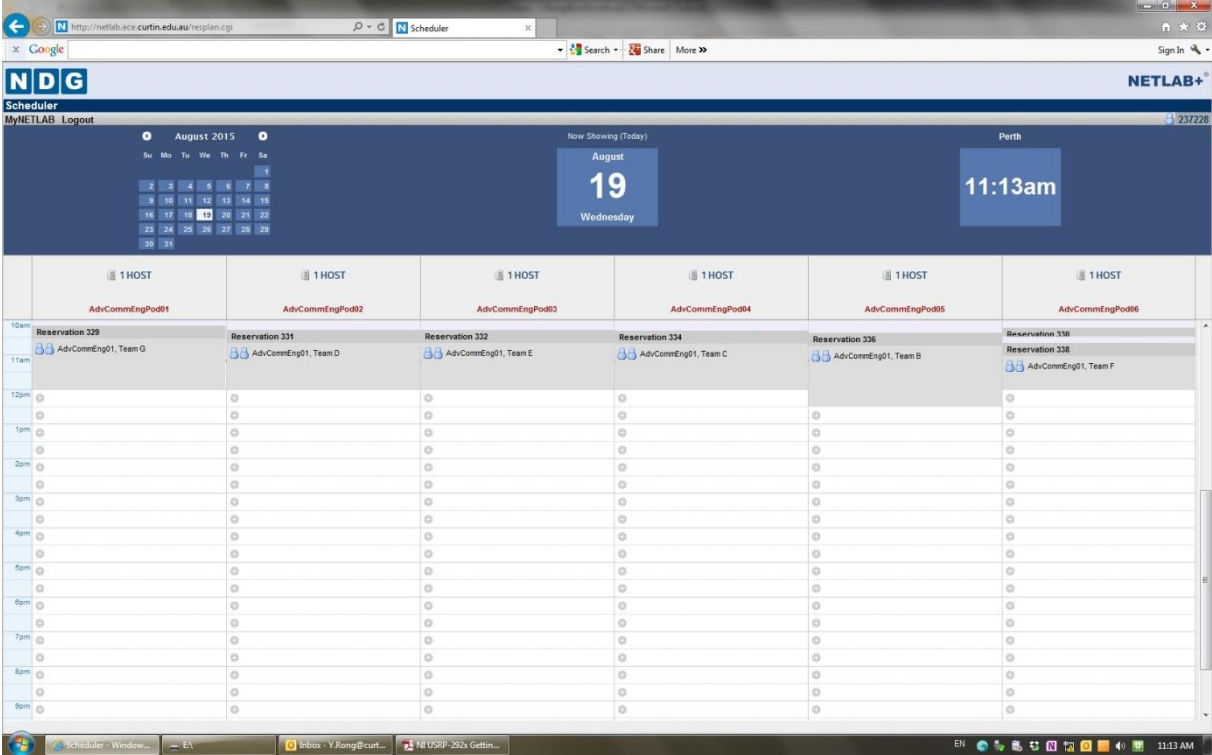 http://netlab.ece.curtin.edu.au/resplan.cgi
Scheduler
Google
Search
Share
More »
Sign In
NDG
NETLAB+®
Scheduler
MyNETLAB Logout
237228
August 2015
Su Mo Tu We Th Fr Sa
1
2 3 4 5 6 7 8
9 10 11 12 13 14 15
16 17 18 19 20 21 22
23 24 25 26 27 28 29
30 31
Now Showing (Today)
August
19
Wednesday
Perth
11:13am
1 HOST 1 HOST 1 HOST 1 HOST 1 HOST 1 HOST
AdvCommEngPod01 AdvCommEngPod02 AdvCommEngPod03 AdvCommEngPod04 AdvCommEngPod05 AdvCommEngPod06
10am
Reservation 329
AdvCommEng01, Team G
Reservation 331
AdvCommEng01, Team D
Reservation 332
AdvCommEng01, Team E
Reservation 334
AdvCommEng01, Team C
Reservation 336
AdvCommEng01, Team B
Reservation 330
Reservation 338
AdvCommEng01, Team F
11am
12pm
1pm
2pm
3pm
4pm
5pm
6pm
7pm
8pm
9pm
Scheduler - Window...
E:\
Inbox - Y.Rong@curt...
NI USRP-292x Gettin...
EN
11:13 AM